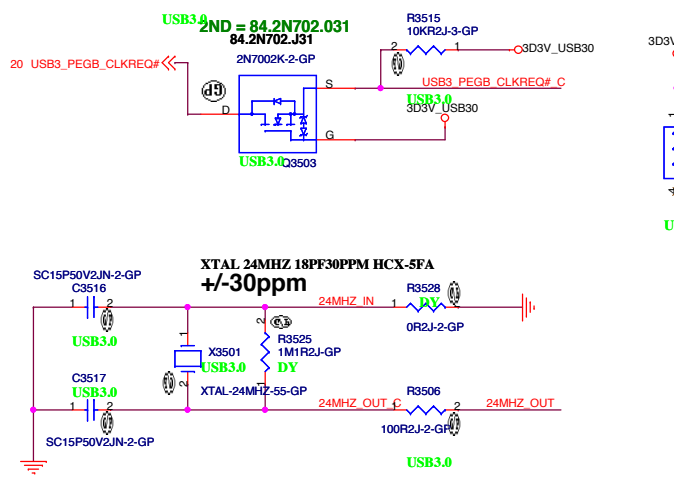 USB3.0
2ND = 84.2N702.031
84.2N702.J31
2N7002K-2-GP
R3515
10KR2J-3-GP
2
1
3D3V_USB30
3D3V
20 USB3_PEGB_CLKREQ#
GP
D
S
G
USB3_PEGB_CLKREQ#_C
USB3.0
3D3V_USB30
USB3.0
Q3503
1
4
U
XTAL 24MHZ 18PF30PPM HCX-5FA
+/-30ppm
SC15P50V2JN-2-GP
C3516
1
2
USB3.0
24MHZ_IN
1
R3528
DY
0R2J-2-GP
1
X3501
USB3.0
2
XTAL-24MHZ-55-GP
2
R3525
1M1R2J-GP
DY
1
C3517
USB3.0
1
2
SC15P50V2JN-2-GP
24MHZ_OUT_C
1
R3506
2
24MHZ_OUT
100R2J-2-GP
USB3.0